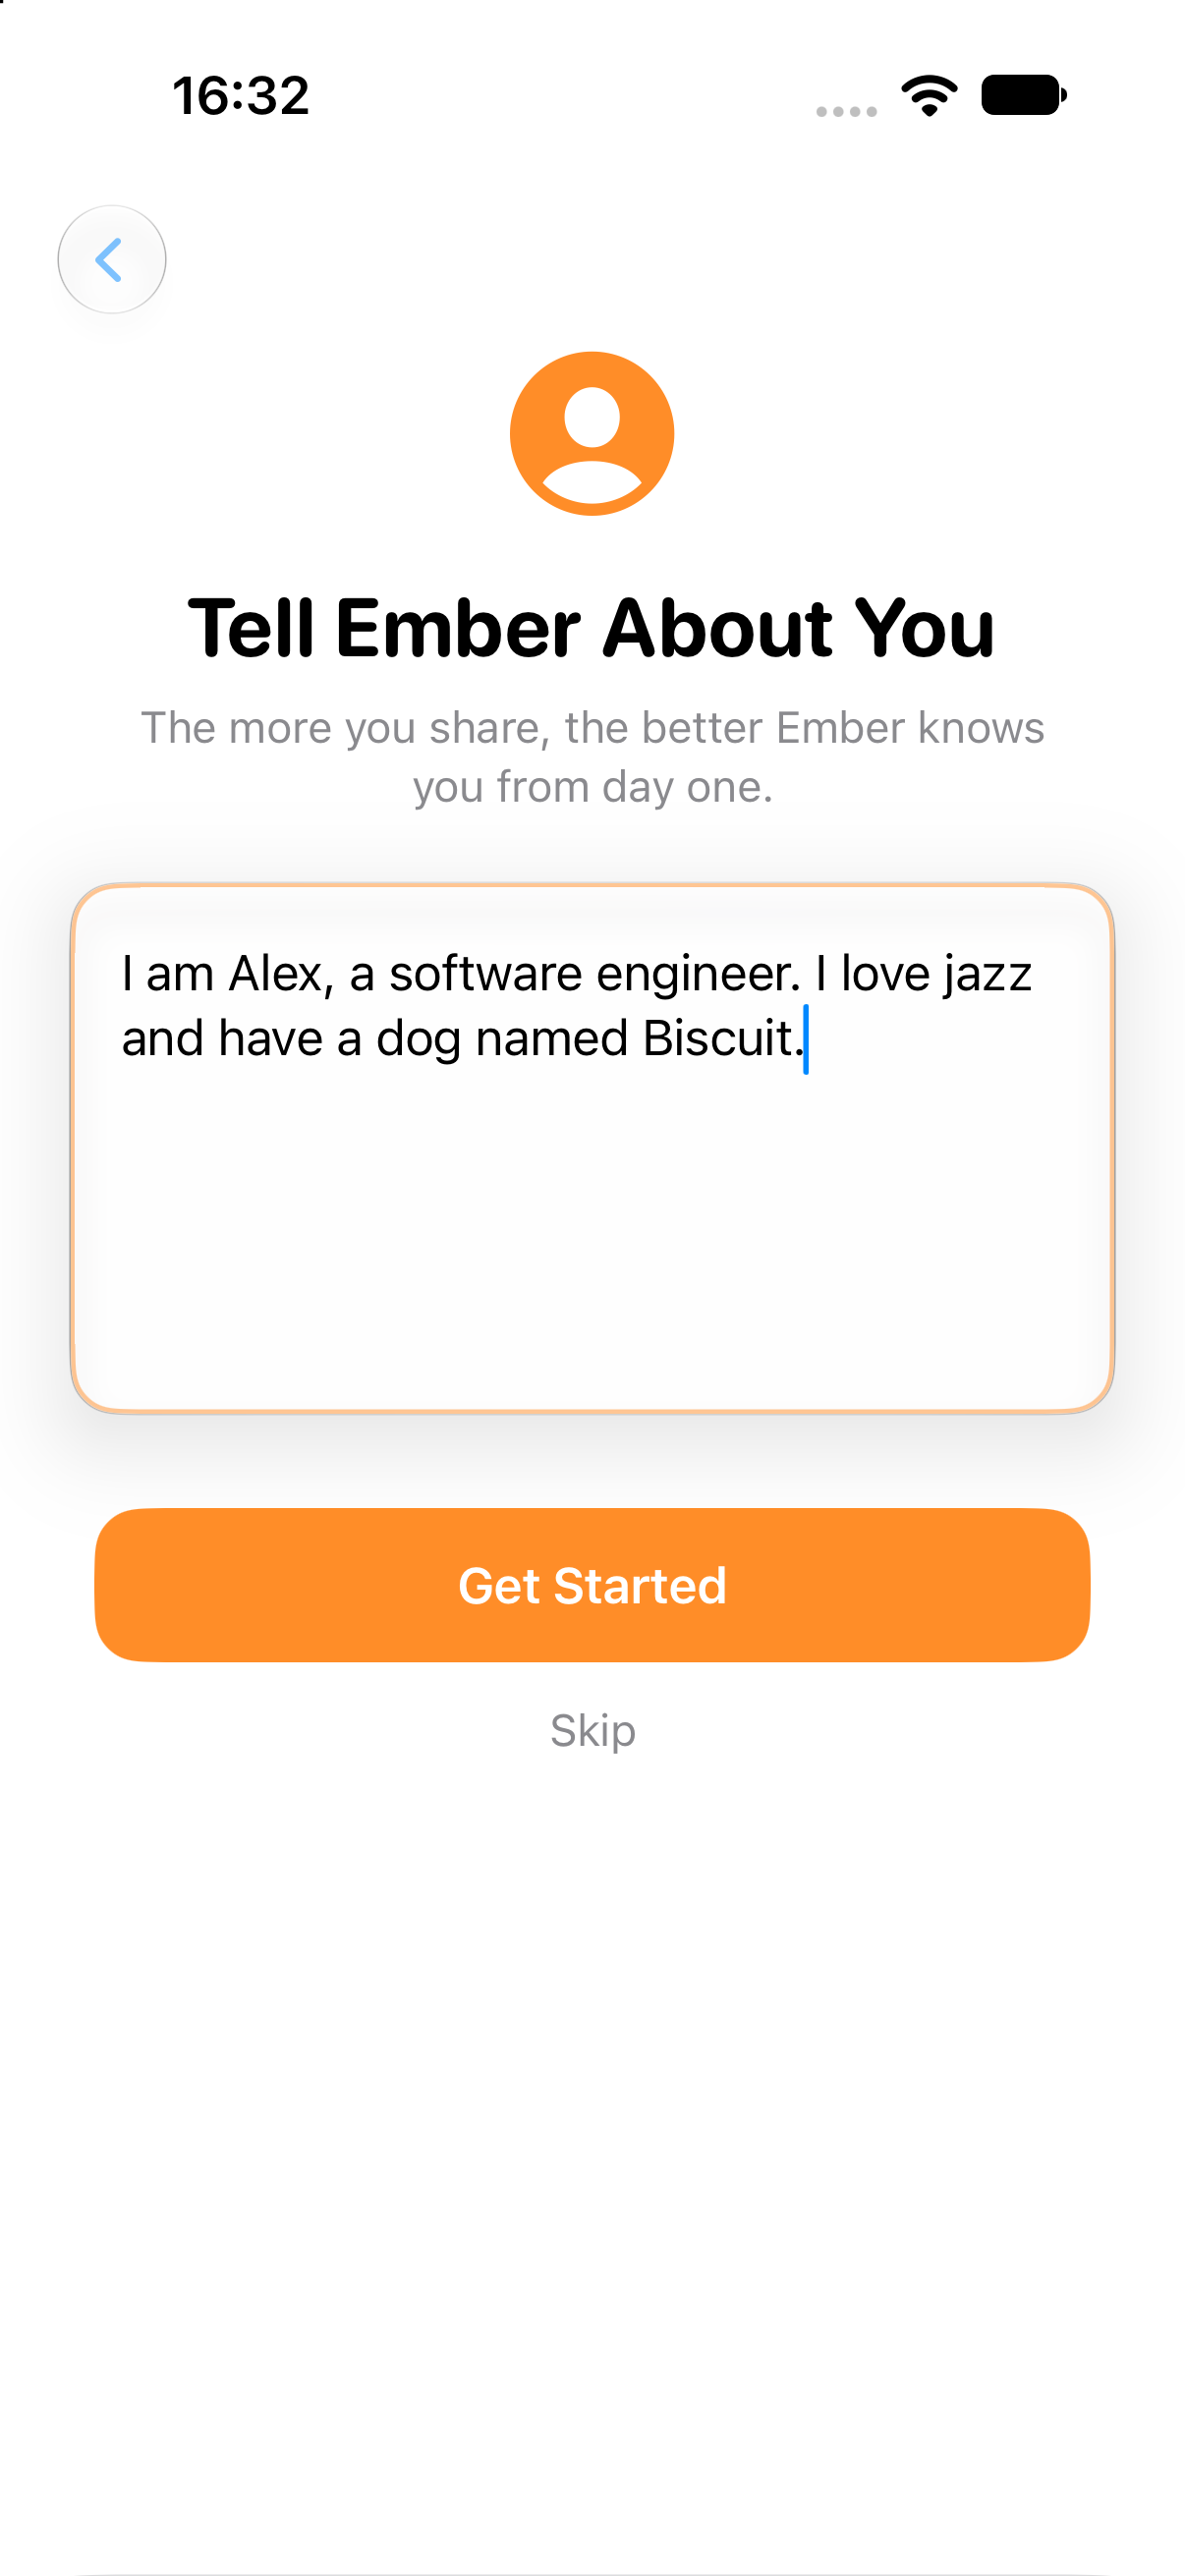 16:32
Tell Ember About You
The more you share, the better Ember knows
you from day one.
I am Alex, a software engineer. I love jazz
and have a dog named Biscuit.
Get Started
Skip